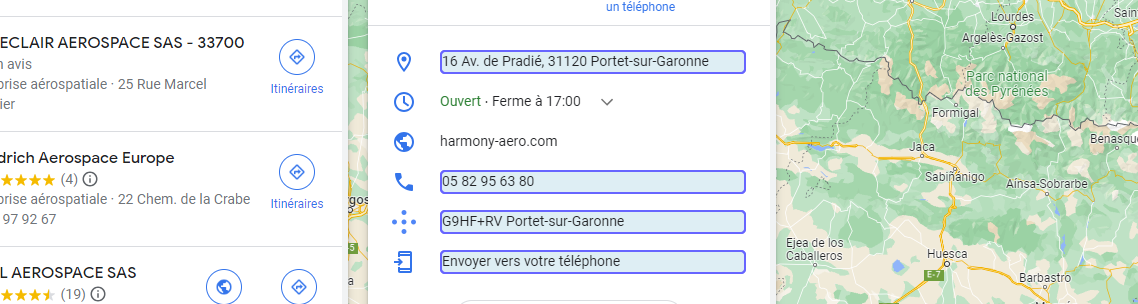 ECLAIR AEROSPACE SAS - 33700
n avis
prise aérospatiale · 25 Rue Marcel
ier
Itinéraires
drich Aerospace Europe
(4)
prise aérospatiale · 22 Chem. de la Crabe
97 92 67
Itinéraires
L AEROSPACE SAS
(19)
un téléphone
16 Av. de Pradié, 31120 Portet-sur-Garonne
Ouvert · Ferme à 17:00
harmony-aero.com
05 82 95 63 80
G9HF+RV Portet-sur-Garonne
Envoyer vers votre téléphone
Lourdes
Saint
Argelès-Gazost
Parc national
des Pyrénées
Formigal
Jaca
Benasque
Sabiñánigo
Aínsa-Sobrarbe
gos
5
a
Ejea de los
Caballeros
Huesca
E-7
Barbastro